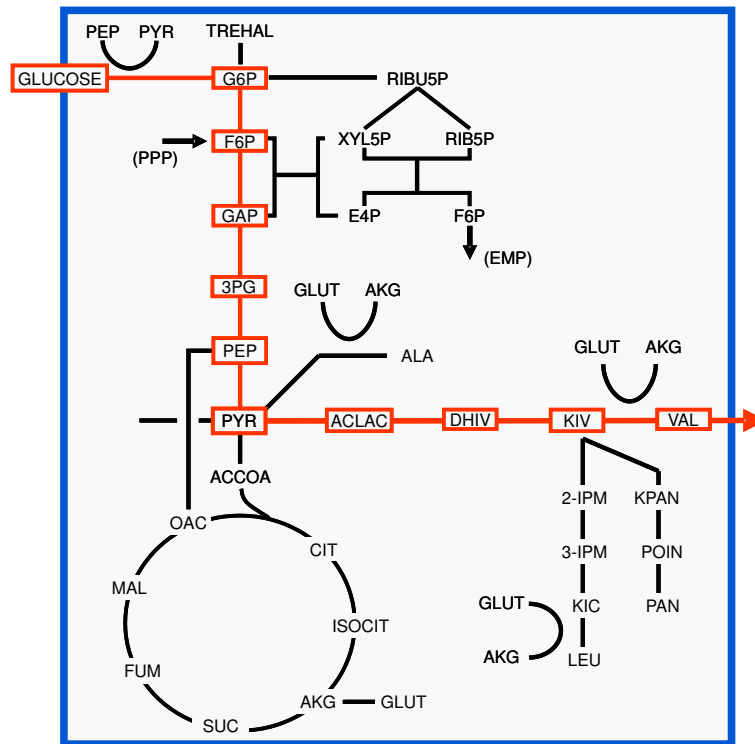 PEP PYR TREHAL
GLUCOSE G6P RIBU5P
F6P XYL5P RIB5P
(PPP)
GAP E4P F6P
(EMP)
3PG GLUT AKG
PEP ALA GLUT AKG
PYR ACLAC DHIV KIV VAL
ACCOA
2-IPM KPAN
OAC
CIT 3-IPM POIN
MAL
GLUT KIC PAN
ISOCIT
AKG LEU
FUM
AKG GLUT
SUC